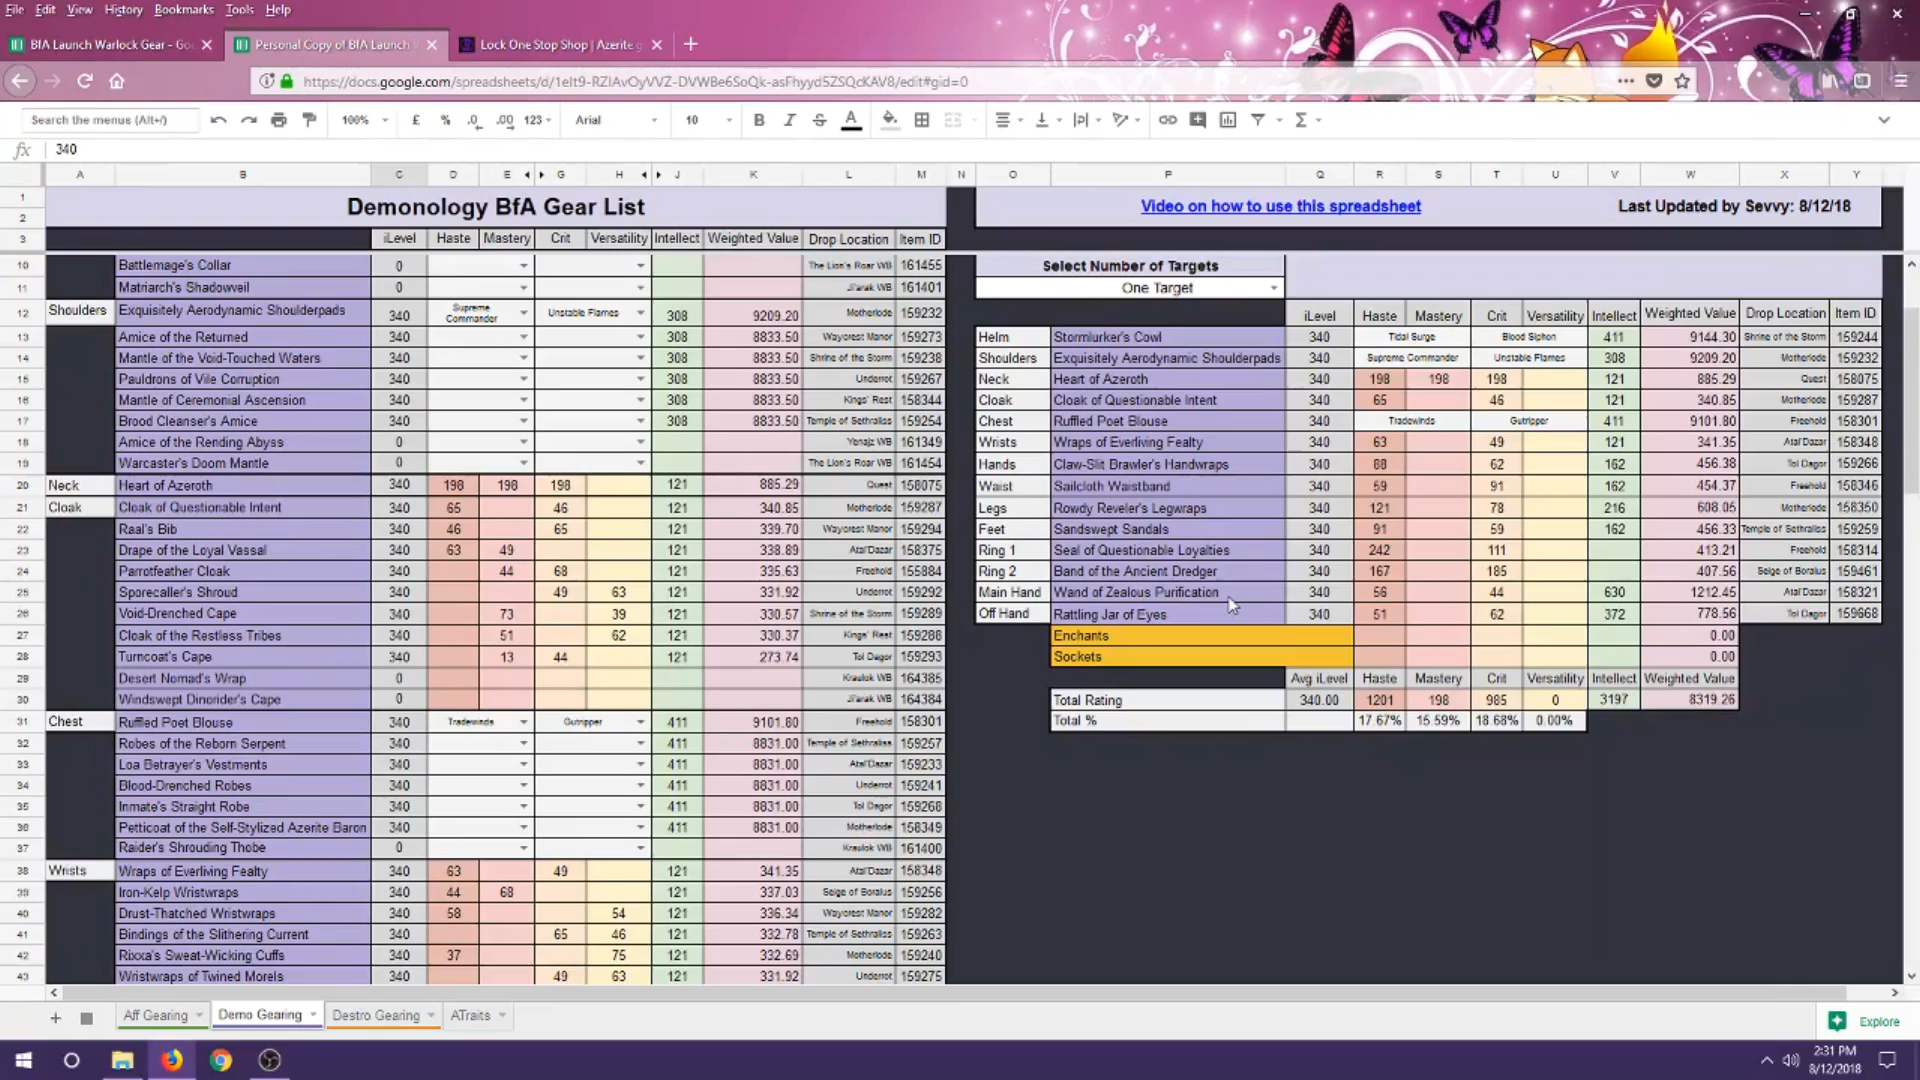 File Edit View History Bookmarks Tools Help
BfA Launch Warlock Gear - Go
Personal Copy of BfA Launch
Lock One Stop Shop | Azerite g
Search the menus (Alt+/)
100% £ % .0 .00 123 Arial 10
fx 340
A B C D E G H J K L M N O P Q R S T U V W X Y
1 Demonology BfA Gear List Video on how to use this spreadsheet Last Updated by Sevvy: 8/12/18
2
3 iLevel Haste Mastery Crit Versatility Intellect Weighted Value Drop Location Item ID
10 Battlemage's Collar 0 The Lion's Roar WB 161455
11 Matriarch's Shadowveil 0 Ji'arak WB 161401
12 Shoulders Exquisitely Aerodynamic Shoulderpads 340 Supreme Commander Unstable Flames 308 9209.20 Motherlode 159232
13 Amice of the Returned 340 308 8833.50 Waycrest Manor 159273
14 Mantle of the Void-Touched Waters 340 308 8833.50 Shrine of the Storm 159238
15 Pauldrons of Vile Corruption 340 308 8833.50 Underrot 159267
16 Mantle of Ceremonial Ascension 340 308 8833.50 Kings' Rest 158344
17 Brood Cleanser's Amice 340 308 8833.50 Temple of Sethraliss 159254
18 Amice of the Rending Abyss 0 Yenajz WB 161349
19 Warcaster's Doom Mantle 0 The Lion's Roar WB 161454
20 Neck Heart of Azeroth 340 198 198 198 121 885.29 Quest 158075
21 Cloak Cloak of Questionable Intent 340 65 46 121 340.85 Motherlode 159287
22 Raal's Bib 340 46 65 121 339.70 Waycrest Manor 159294
23 Drape of the Loyal Vassal 340 63 49 121 338.89 Atal'Dazar 158375
24 Parrotfeather Cloak 340 44 68 121 335.63 Freehold 155884
25 Sporecaller's Shroud 340 49 63 121 331.92 Underrot 159292
26 Void-Drenched Cape 340 73 39 121 330.57 Shrine of the Storm 159289
27 Cloak of the Restless Tribes 340 51 62 121 330.37 Kings' Rest 159288
28 Turncoat's Cape 340 13 44 121 273.74 Tol Dagor 159293
29 Desert Nomad's Wrap 0 Kraulok WB 164385
30 Windswept Dinorider's Cape 0 Ji'arak WB 164384
31 Chest Ruffled Poet Blouse 340 Tradewinds Gutripper 411 9101.80 Freehold 158301
32 Robes of the Reborn Serpent 340 411 8831.00 Temple of Sethraliss 159257
33 Loa Betrayer's Vestments 340 411 8831.00 Atal'Dazar 159233
34 Blood-Drenched Robes 340 411 8831.00 Underrot 159241
35 Inmate's Straight Robe 340 411 8831.00 Tol Dagor 159268
36 Petticoat of the Self-Stylized Azerite Baron 340 411 8831.00 Motherlode 158349
37 Raider's Shrouding Thobe 0 Kraulok WB 161400
38 Wrists Wraps of Everliving Fealty 340 63 49 121 341.35 Atal'Dazar 158348
39 Iron-Kelp Wristwraps 340 44 68 121 337.03 Seige of Boralus 159256
40 Drust-Thatched Wristwraps 340 58 54 121 336.34 Waycrest Manor 159282
41 Bindings of the Slithering Current 340 65 46 121 332.78 Temple of Sethraliss 159263
42 Rixxa's Sweat-Wicking Cuffs 340 37 75 121 332.69 Motherlode 159240
43 Wristwraps of Twined Morels 340 49 63 121 331.92 Underrot 159275
Select Number of Targets
One Target
iLevel Haste Mastery Crit Versatility Intellect Weighted Value Drop Location Item ID
Helm Stormlurker's Cowl 340 Tidal Surge Blood Siphon 411 9144.30 Shrine of the Storm 159244
Shoulders Exquisitely Aerodynamic Shoulderpads 340 Supreme Commander Unstable Flames 308 9209.20 Motherlode 159232
Neck Heart of Azeroth 340 198 198 198 121 885.29 Quest 158075
Cloak Cloak of Questionable Intent 340 65 46 121 340.85 Motherlode 159287
Chest Ruffled Poet Blouse 340 Tradewinds Gutripper 411 9101.80 Freehold 158301
Wrists Wraps of Everliving Fealty 340 63 49 121 341.35 Atal'Dazar 158348
Hands Claw-Slit Brawler's Handwraps 340 88 62 162 456.38 Tol Dagor 159266
Waist Sailcloth Waistband 340 59 91 162 454.37 Freehold 158346
Legs Rowdy Reveler's Legwraps 340 121 78 216 608.05 Motherlode 158350
Feet Sandswept Sandals 340 91 59 162 456.33 Temple of Sethraliss 159259
Ring 1 Seal of Questionable Loyalties 340 242 111 413.21 Freehold 158314
Ring 2 Band of the Ancient Dredger 340 167 185 407.56 Seige of Boralus 159461
Main Hand Wand of Zealous Purification 340 56 44 630 1212.45 Underrot 158321
Off Hand Rattling Jar of Eyes 340 51 62 372 778.56 Tol Dagor 159668
Enchants 0.00
Sockets 0.00
Avg iLevel Haste Mastery Crit Versatility Intellect Weighted Value
Total Rating 340.00 1201 198 985 0 3197 8319.26
Total % 17.67% 15.59% 18.68% 0.00%
Aff Gearing Demo Gearing Destro Gearing ATraits
Explore
2:31 PM
8/12/2018